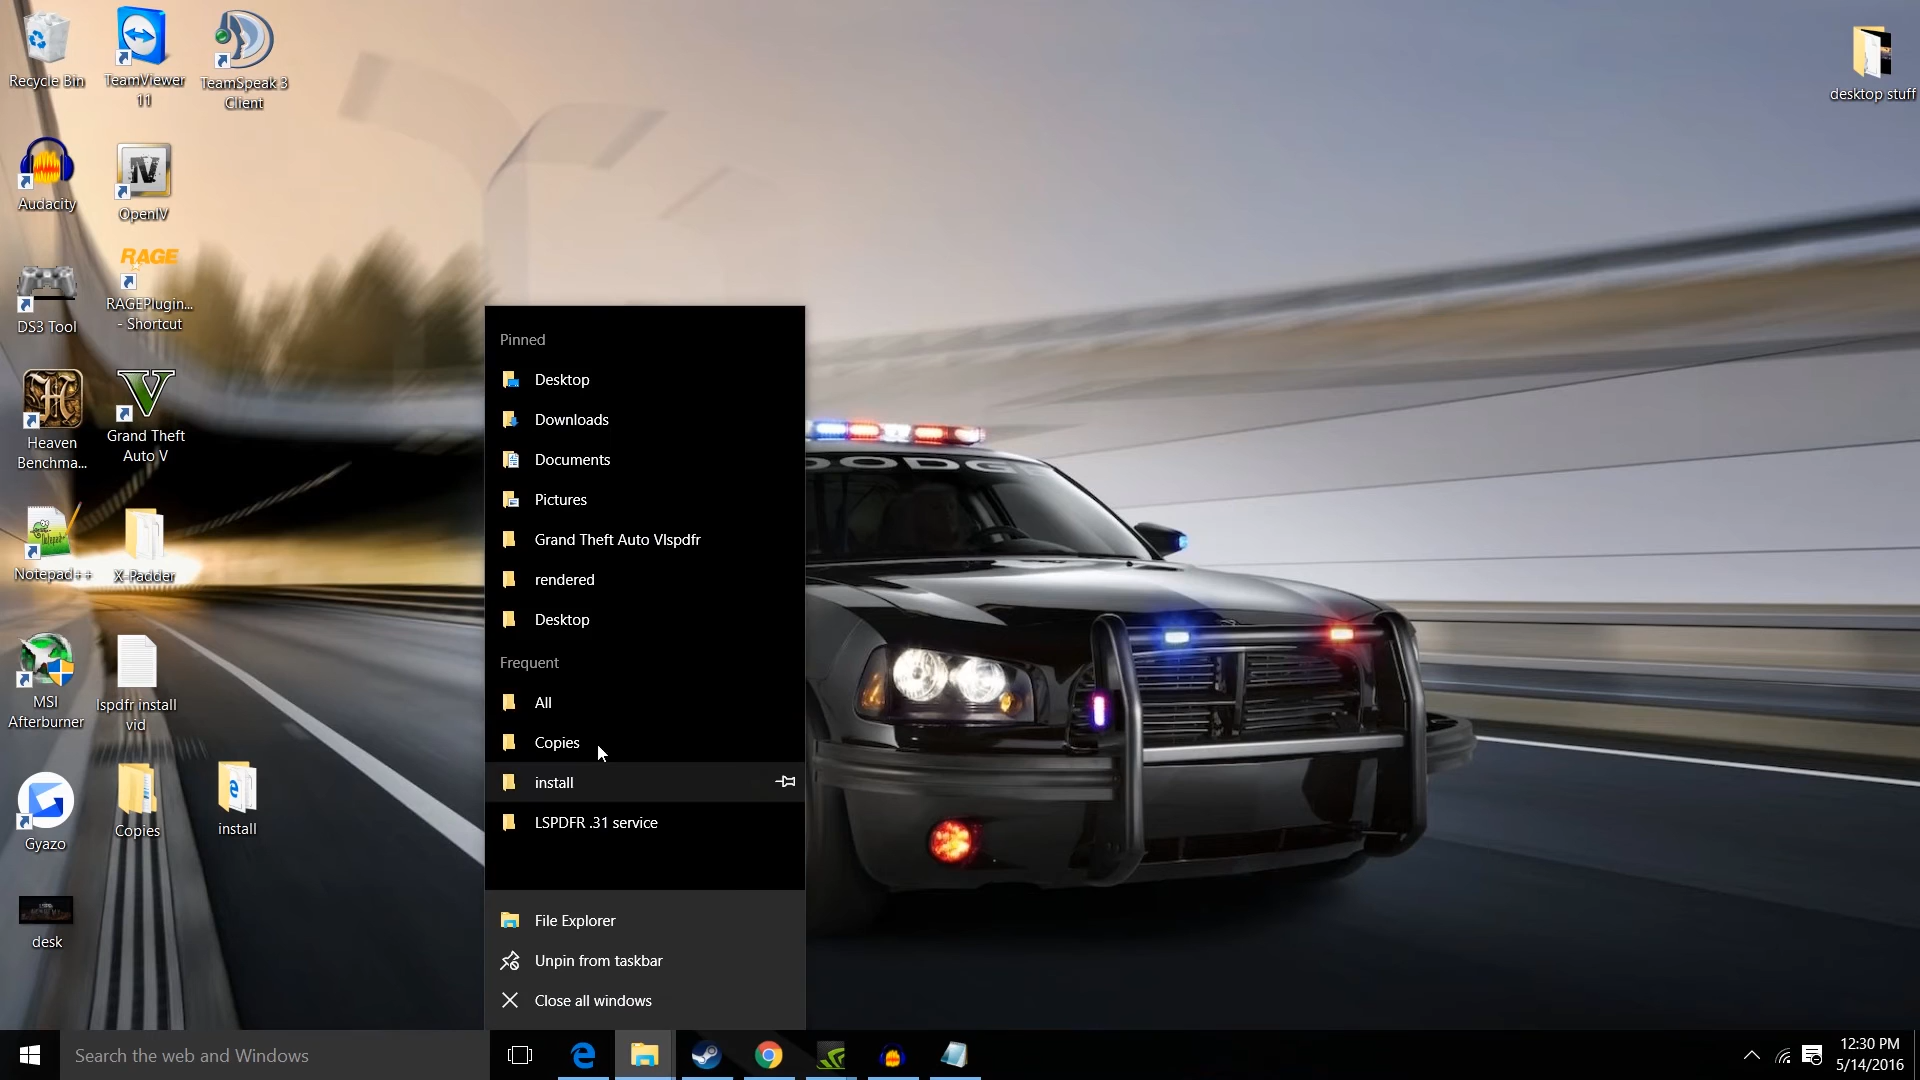 Recycle Bin
TeamViewer
11
TeamSpeak 3
Client
desktop stuff
Audacity
IV
OpenIV
DS3 Tool
RAGE
RAGEPlugin...
- Shortcut
Heaven
Benchma...
V
Grand Theft
Auto V
Notepad++
X-Padder
MSI
Afterburner
lspdfr install
vid
Gyazo
Copies
install
desk
Pinned
Desktop
Downloads
Documents
Pictures
Grand Theft Auto Vlspdfr
rendered
Desktop
Frequent
All
Copies
install
LSPDFR .31 service
File Explorer
Unpin from taskbar
Close all windows
DODGE
Search the web and Windows
12:30 PM
5/14/2016